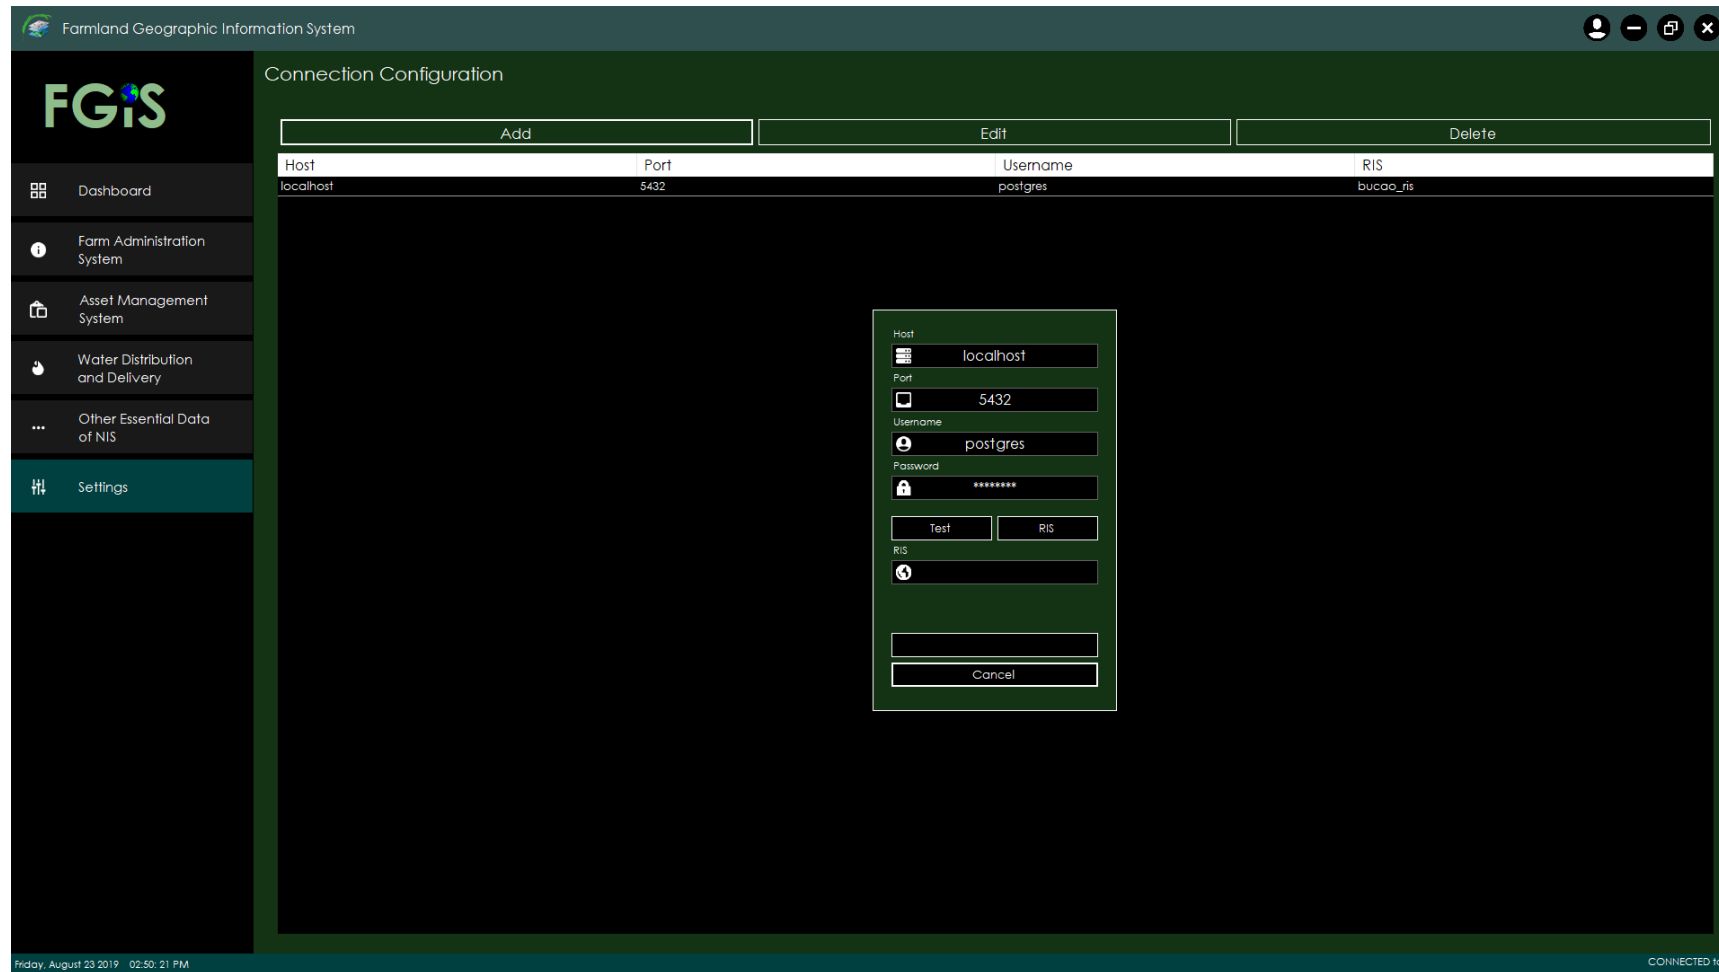 Farmland Geographic Information System
FGiS
Connection Configuration
Add Edit Delete
Host Port Username RIS
localhost 5432 postgres bucao_ris
Dashboard
Farm Administration
System
Asset Management
System
Water Distribution
and Delivery
Other Essential Data
of NIS
Settings
Host
localhost
Port
5432
Username
postgres
Password
********
Test RIS
RIS
Cancel
Friday, August 23 2019 02:50: 21 PM
CONNECTED